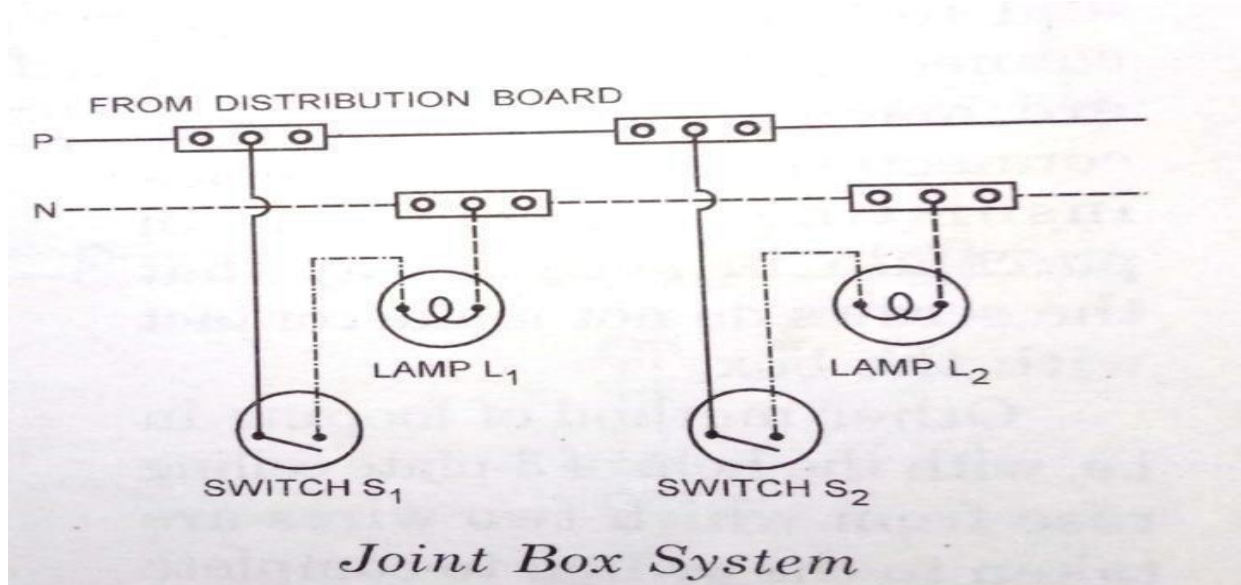 FROM DISTRIBUTION BOARD
P
N
LAMP L₁
LAMP L₂
SWITCH S₁
SWITCH S₂
Joint Box System